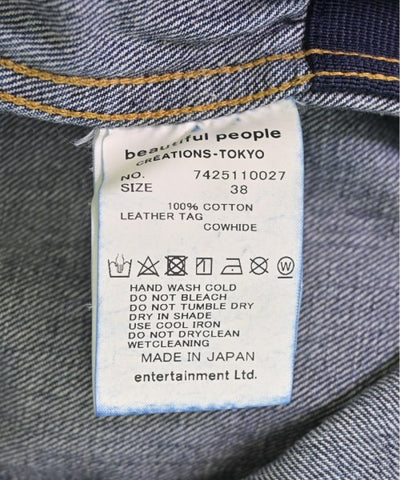 beautiful people
CREATIONS-TOKYO
NO. 7425110027
SIZE 38
100% COTTON
LEATHER TAG
COWHIDE
W
HAND WASH COLD
DO NOT BLEACH
DO NOT TUMBLE DRY
DRY IN SHADE
USE COOL IRON
DO NOT DRYCLEAN
WETCLEANING
MADE IN JAPAN
entertainment Ltd.